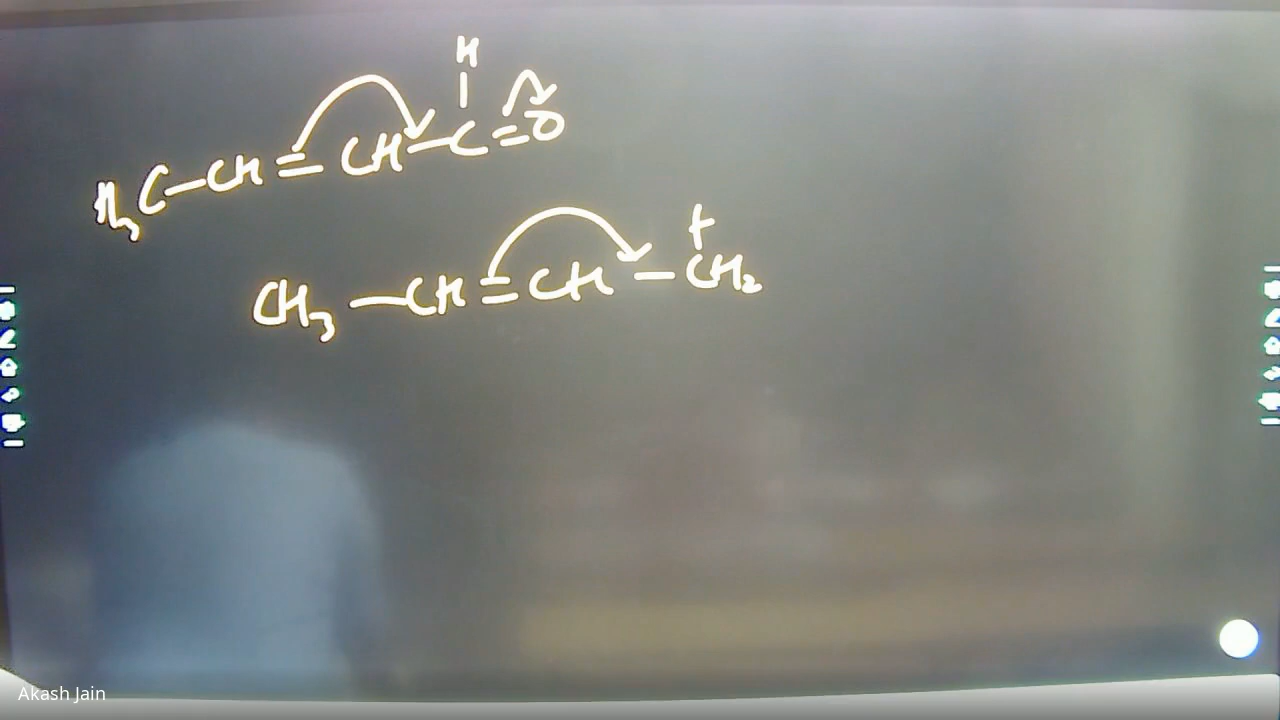 H
|
H₃C—CH=CH—C=O
+
CH₃—CH=CH—CH₂
Akash Jain